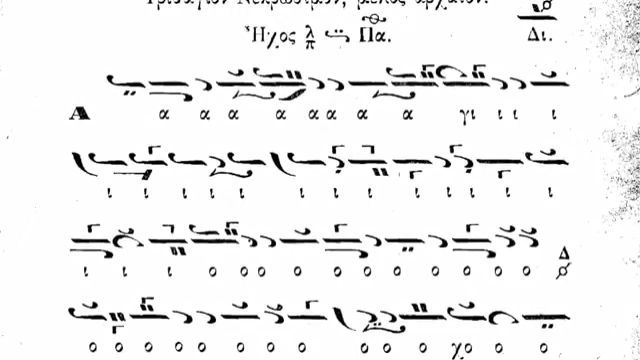 Τρισάγιον Νεκρώσιμον, μέλος ἀρχαῖον.
Ἦχος λ π Πα.
Δι.
Α α α α α α α α α γι ι ι ι
ι ι ι ι ι ι ι ι ι ι ι ι
ι ι ι ο ο ο ο ο ο ο ο ο ο ο Δ
ο ο ο ο ο ο ο ο ο ο ο χο ο ο